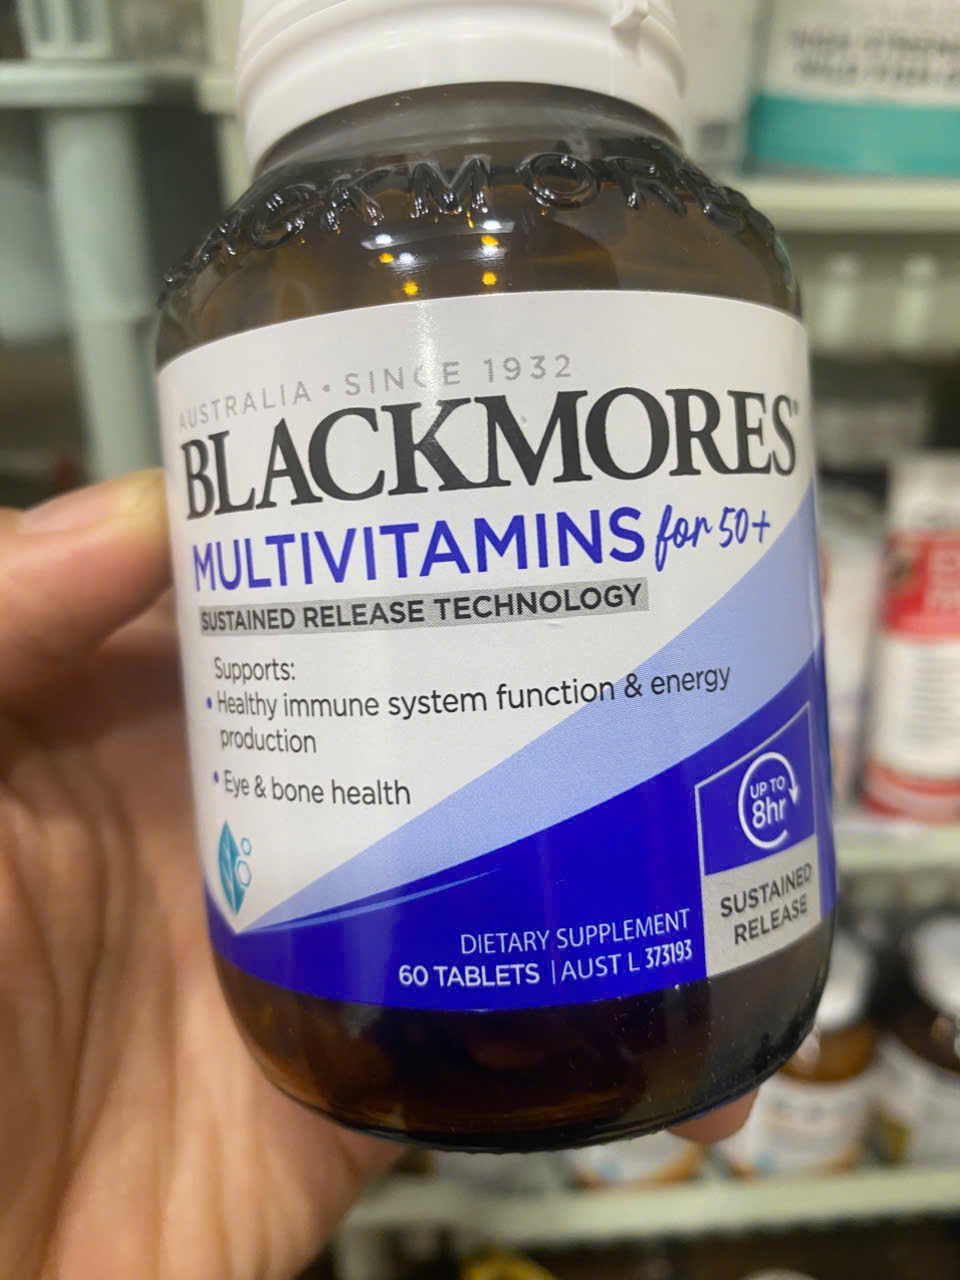 AUSTRALIA • SINCE 1932
BLACKMORES®
MULTIVITAMINS for 50+
SUSTAINED RELEASE TECHNOLOGY
Supports:
• Healthy immune system function & energy
production
• Eye & bone health
UP TO
8hr
SUSTAINED
RELEASE
DIETARY SUPPLEMENT
60 TABLETS | AUST L 373193